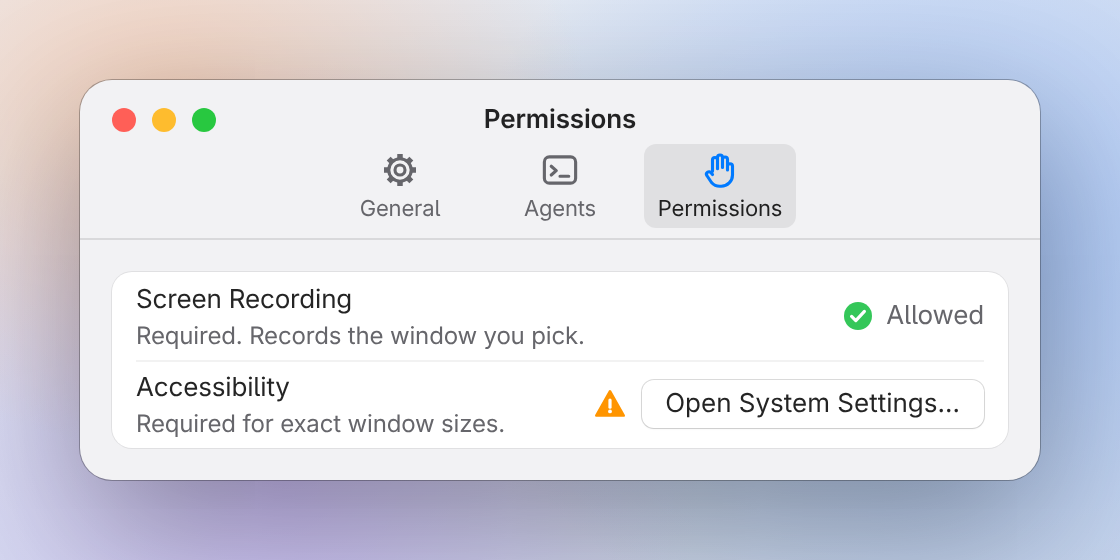 Permissions
General
Agents
Permissions
Screen Recording
Required. Records the window you pick.
Allowed
Accessibility
Required for exact window sizes.
Open System Settings...